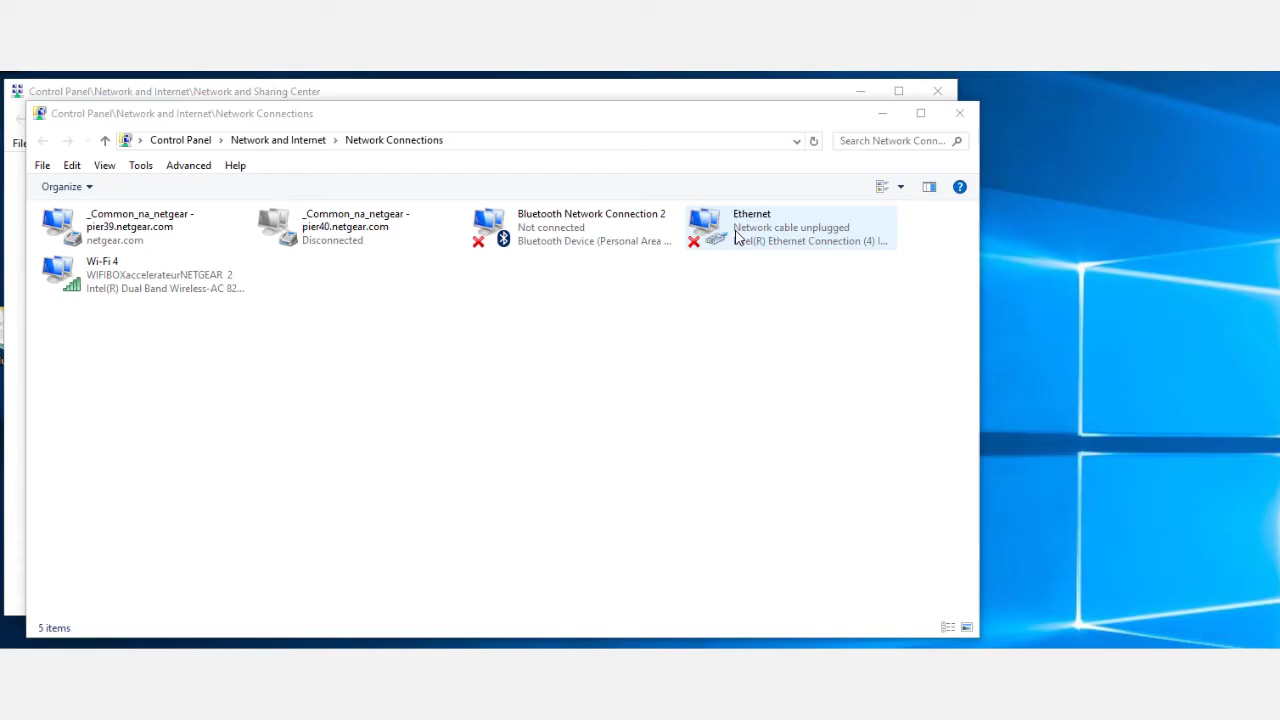 Control Panel\Network and Internet\Network and Sharing Center
Control Panel\Network and Internet\Network Connections
Control Panel > Network and Internet > Network Connections
Search Network Conn...
File Edit View Tools Advanced Help
Organize
_Common_na_netgear -
pier39.netgear.com
netgear.com
_Common_na_netgear -
pier40.netgear.com
Disconnected
Bluetooth Network Connection 2
Not connected
Bluetooth Device (Personal Area ...
Ethernet
Network cable unplugged
Intel(R) Ethernet Connection (4) I...
Wi-Fi 4
WIFIBOXaccelerateurNETGEAR 2
Intel(R) Dual Band Wireless-AC 82...
5 items